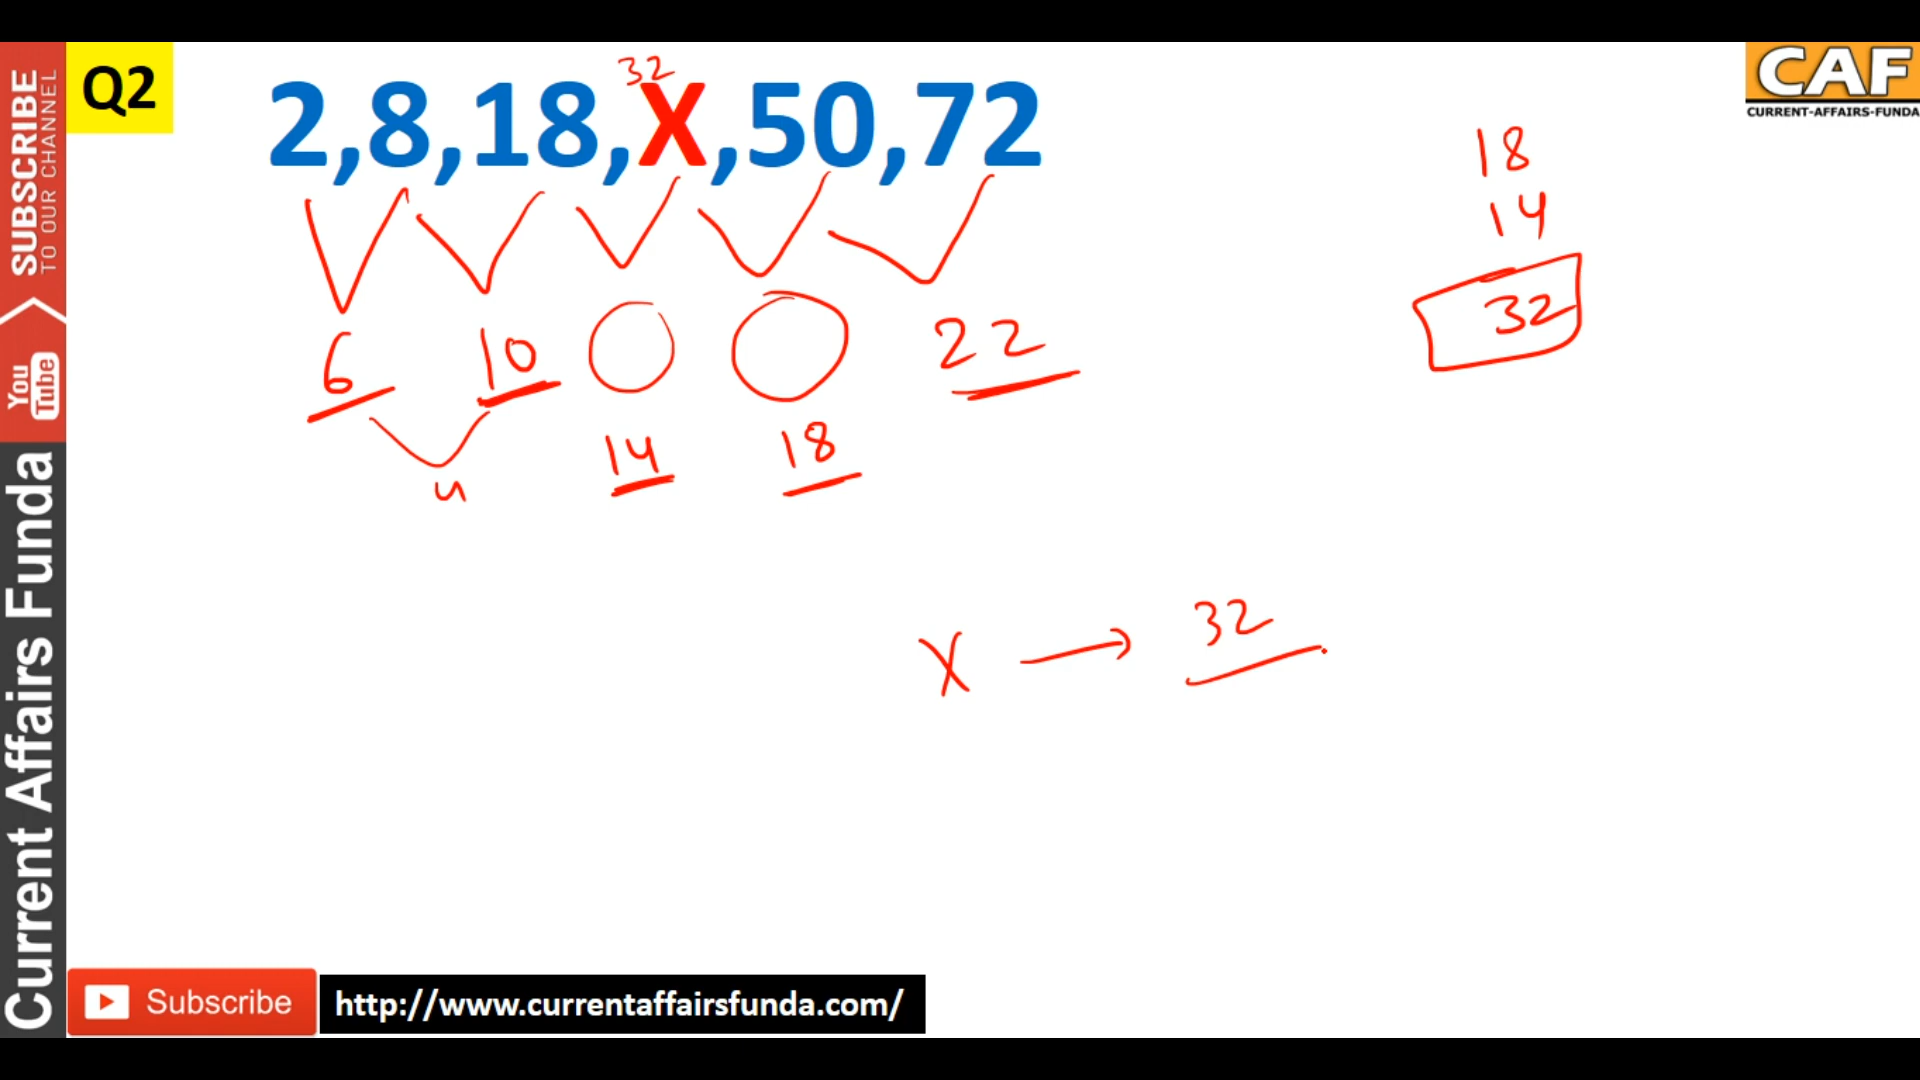 SUBSCRIBE
TO OUR CHANNEL
You Tube
Current Affairs Funda
Q2
32
2,8,18,X,50,72
CAF
CURRENT-AFFAIRS-FUNDA
18
14
32
6 10 22
4 14 18
X → 32
Subscribe
http://www.currentaffairsfunda.com/